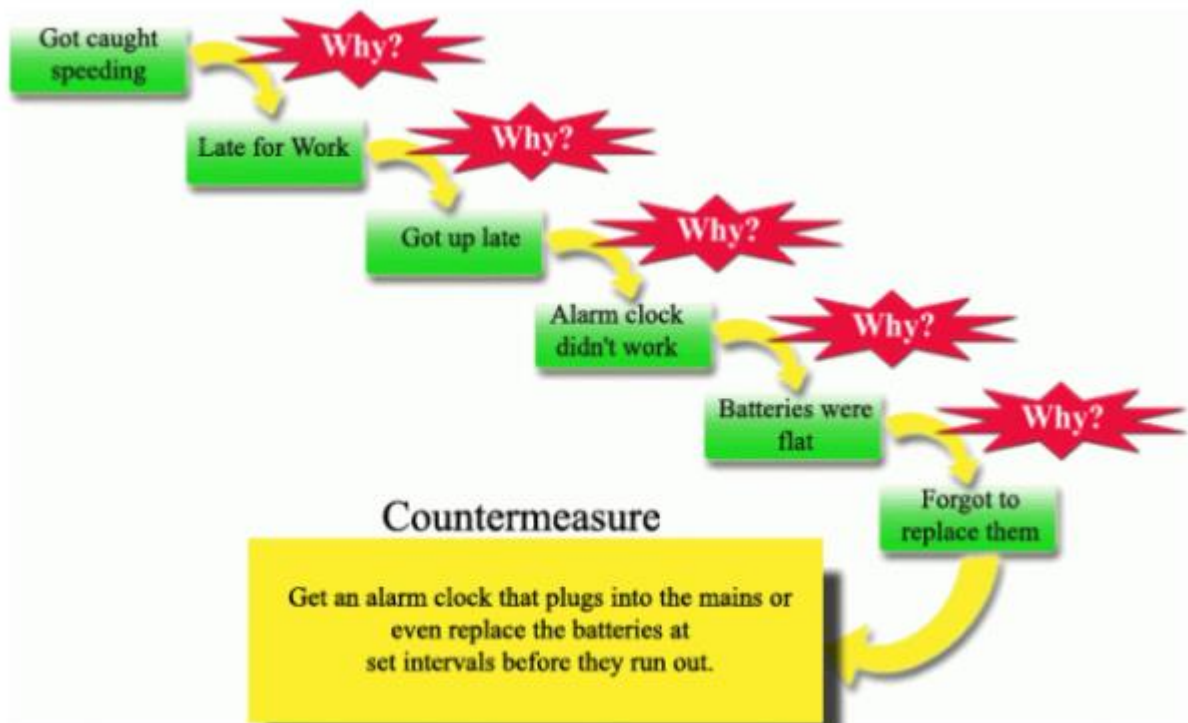 Got caught
speeding
Why?
Late for Work
Why?
Got up late
Why?
Alarm clock
didn't work
Why?
Batteries were
flat
Why?
Forgot to
replace them
Countermeasure
Get an alarm clock that plugs into the mains or
even replace the batteries at
set intervals before they run out.